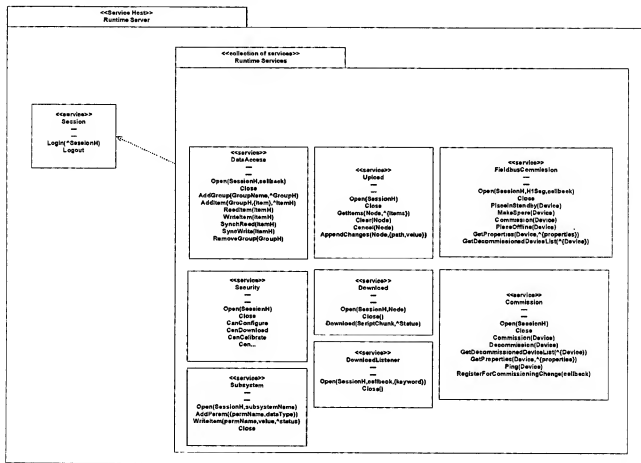 <<Service Host>>
Runtime Server
<<collection of services>>
Runtime Services
<<service>>
Session
—
—
Login(^SessionH)
Logout
<<service>>
DataAccess
—
—
Open(SessionH,callback)
Close
AddGroup(GroupName,^GroupH)
AddItem(GroupH,{item},^ItemH)
ReadItem(ItemH)
WriteItem(ItemH)
SynchRead(ItemH)
SyncWrite(ItemH)
RemoveGroup(GroupH)
<<service>>
Upload
—
—
Open(SessionH)
Close
GetItems(Node,^{Items})
Clear(Node)
Cancel(Node)
AppendChanges(Node,{path,value})
<<service>>
FieldbusCommission
—
—
Open(SessionH,H1Seg,callback)
Close
PlaceInStandby(Device)
MakeSpare(Device)
Commission(Device)
PlaceOffline(Device)
GetProperties(Device,^{properties})
GetDecommissionedDeviceList(^{Device})
<<service>>
Security
—
—
Open(SessionH)
Close
CanConfigure
CanDownload
CanCalibrate
Can...
<<service>>
Download
—
—
Open(SessionH,Node)
Close()
Download(ScriptChunk,^Status)
<<service>>
Commission
—
—
Open(SessionH)
Close
Commission(Device)
Decommission(Device)
GetDecommissionedDeviceList(^{Device})
GetProperties(Device,^{properties})
Ping(Device)
RegisterForCommissioningChange(callback)
<<service>>
DownloadListener
—
—
Open(SessionH,callback,{keyword})
Close()
<<service>>
Subsystem
—
—
Open(SessionH,subsystemName)
AddParam({parmName,dataType})
WriteItem(parmName,value,^status)
Close